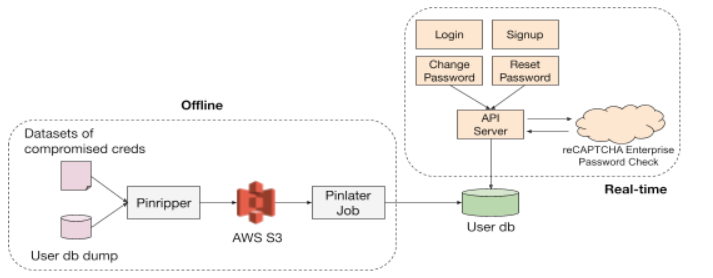 Login
Signup
Change
Password
Reset
Password
API
Server
reCAPTCHA Enterprise
Password Check
Real-time
Offline
Datasets of
compromised creds
Pinripper
AWS S3
Pinlater
Job
User db
User db dump